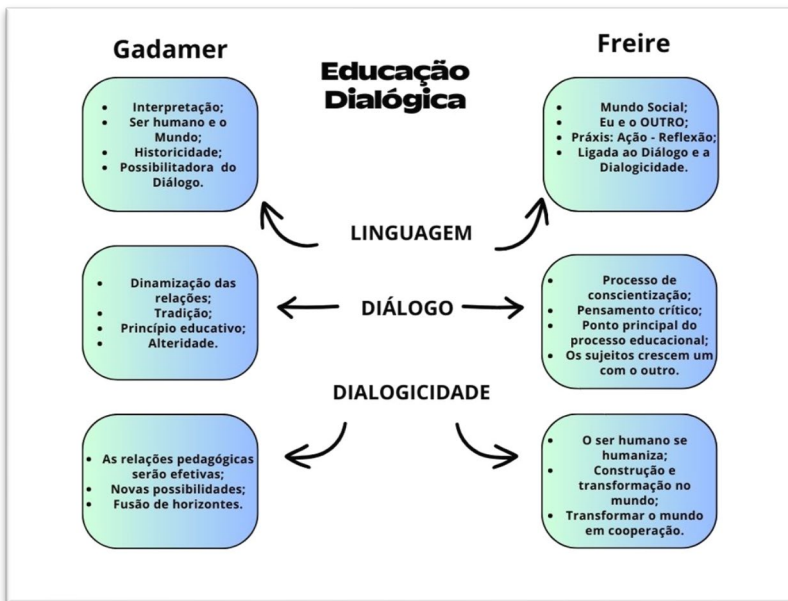 Gadamer
Educação
Dialógica
Freire
• Interpretação;
• Ser humano e o
Mundo;
• Historicidade;
• Possibilitadora do
Diálogo.
• Mundo Social;
• Eu e o OUTRO;
• Práxis: Ação - Reflexão;
• Ligada ao Diálogo e a
Dialogicidade.
LINGUAGEM
• Dinamização das
relações;
• Tradição;
• Princípio educativo;
• Alteridade.
DIÁLOGO
• Processo de
conscientização;
• Pensamento crítico;
• Ponto principal do
processo educacional;
• Os sujeitos crescem um
com o outro.
DIALOGICIDADE
• As relações pedagógicas
serão efetivas;
• Novas possibilidades;
• Fusão de horizontes.
• O ser humano se
humaniza;
• Construção e
transformação no
mundo;
• Transformar o mundo
em cooperação.